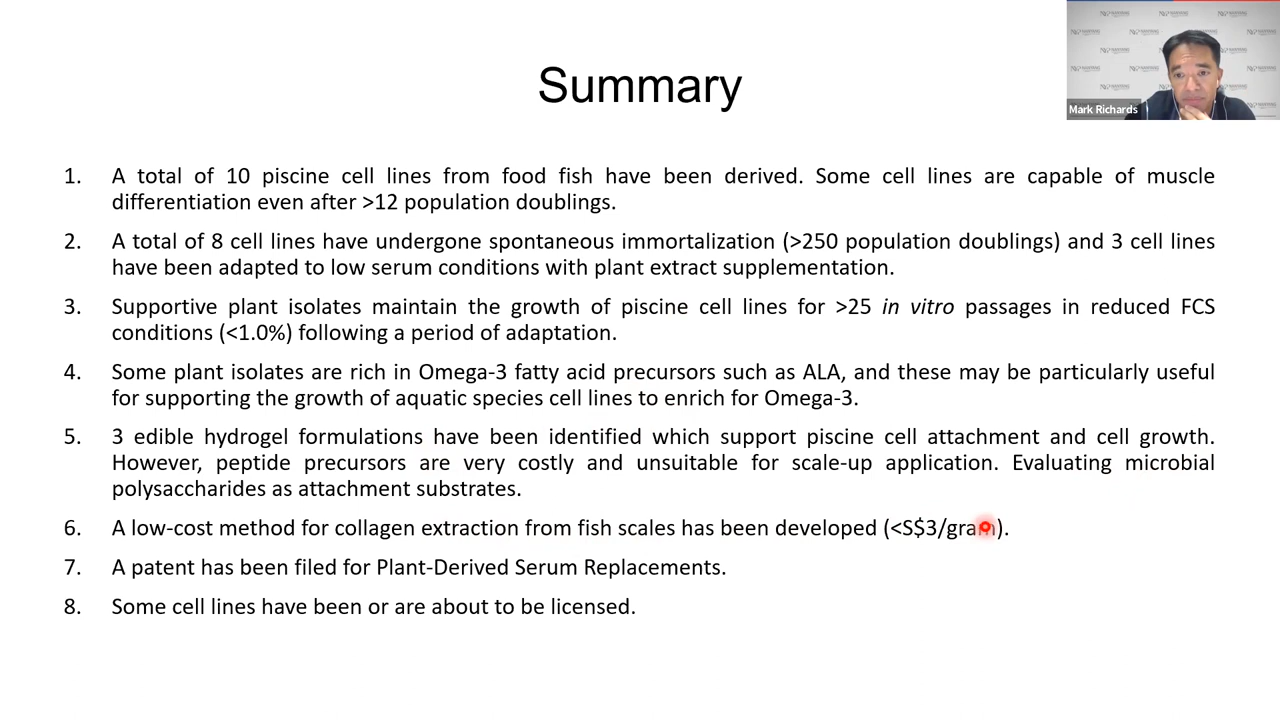 Summary
Mark Richards
1. A total of 10 piscine cell lines from food fish have been derived. Some cell lines are capable of muscle
differentiation even after >12 population doublings.
2. A total of 8 cell lines have undergone spontaneous immortalization (>250 population doublings) and 3 cell lines
have been adapted to low serum conditions with plant extract supplementation.
3. Supportive plant isolates maintain the growth of piscine cell lines for >25 in vitro passages in reduced FCS
conditions (<1.0%) following a period of adaptation.
4. Some plant isolates are rich in Omega-3 fatty acid precursors such as ALA, and these may be particularly useful
for supporting the growth of aquatic species cell lines to enrich for Omega-3.
5. 3 edible hydrogel formulations have been identified which support piscine cell attachment and cell growth.
However, peptide precursors are very costly and unsuitable for scale-up application. Evaluating microbial
polysaccharides as attachment substrates.
6. A low-cost method for collagen extraction from fish scales has been developed (<S$3/gram).
7. A patent has been filed for Plant-Derived Serum Replacements.
8. Some cell lines have been or are about to be licensed.